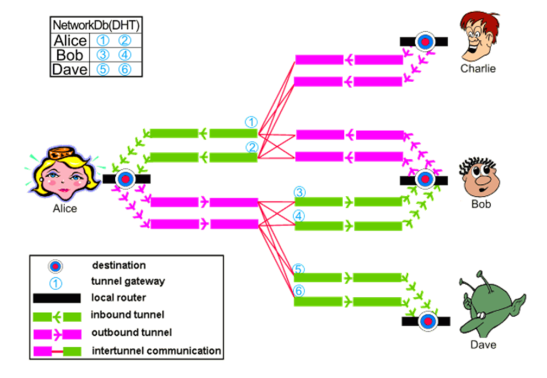 NetworkDb(DHT)
Alice 1 2
Bob 3 4
Dave 5 6
Charlie
1
2
Alice
Bob
3
4
5
6
Dave
destination
1 tunnel gateway
local router
inbound tunnel
outbound tunnel
intertunnel communication